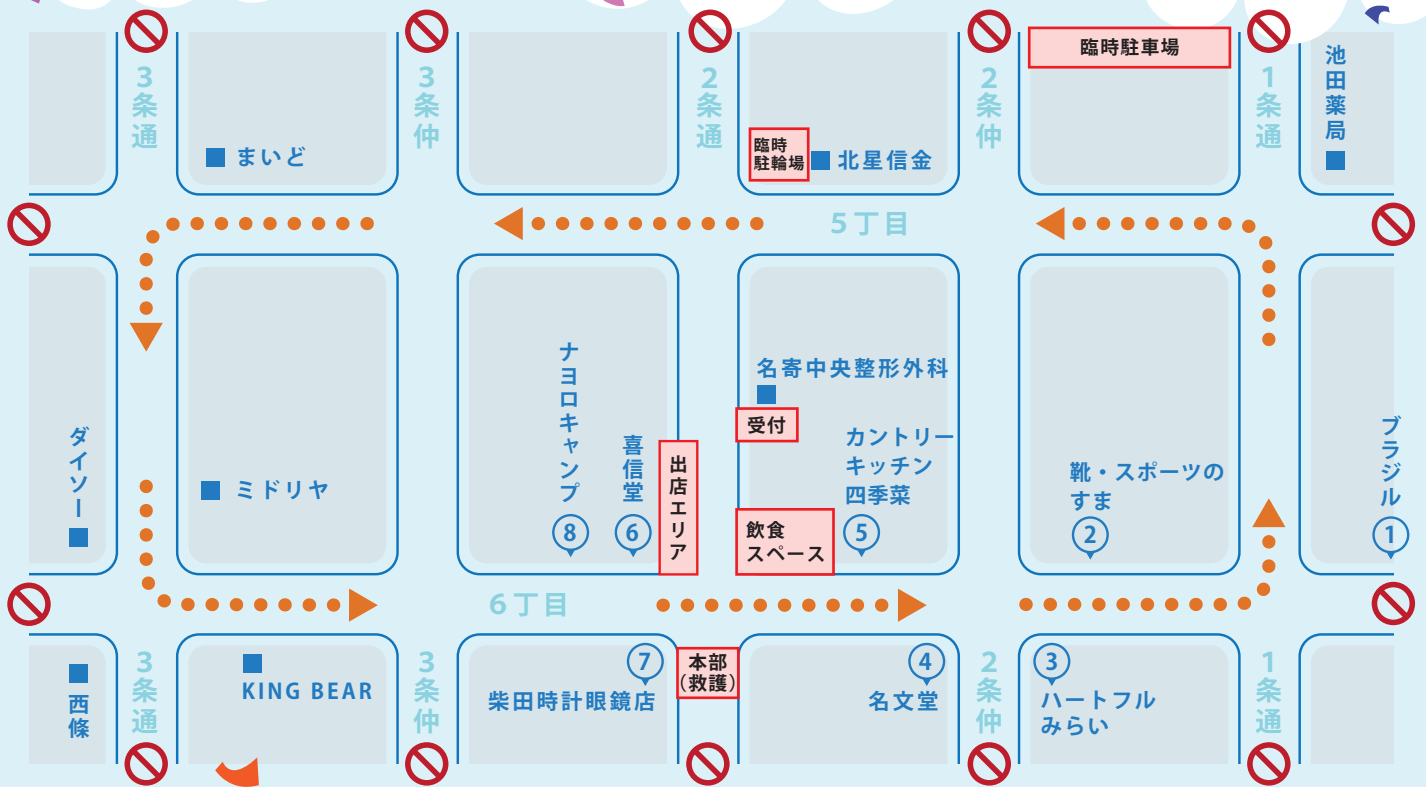 3条通
3条仲
2条通
2条仲
臨時駐車場
1条通
池田薬局
まいど
臨時
駐輪場
北星信金
5丁目
ダイソー
ミドリヤ
ナヨロキャンプ
8
喜信堂
6
出店エリア
名寄中央整形外科
受付
カントリー
キッチン
四季菜
5
飲食
スペース
靴・スポーツの
すま
2
ブラジル
1
6丁目
西條
3条通
KING BEAR
3条仲
7
柴田時計眼鏡店
本部
(救護)
4
名文堂
2条仲
3
ハートフル
みらい
1条通